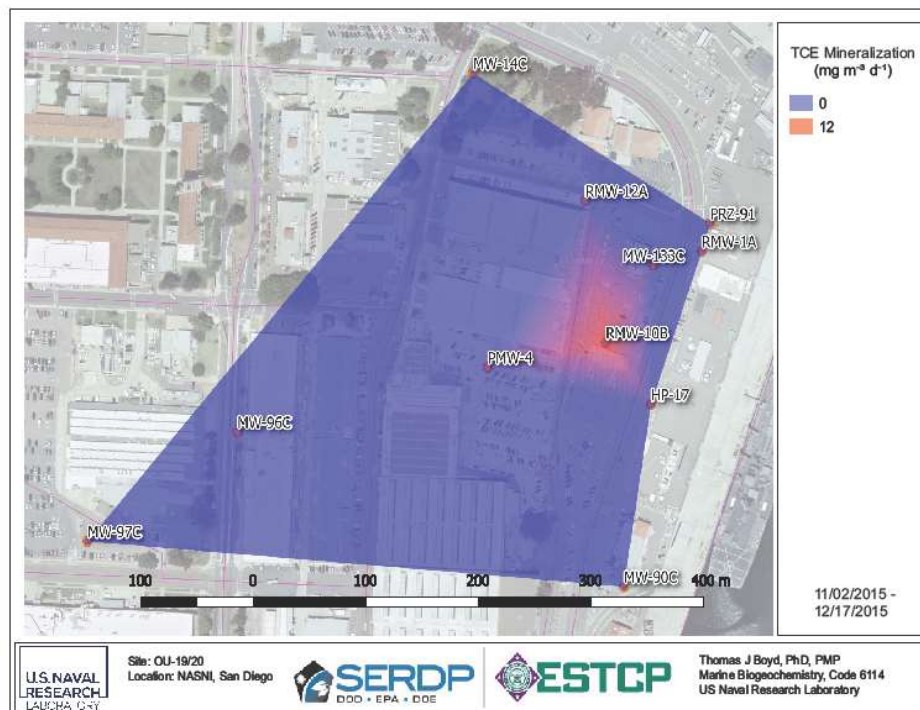 TCE Mineralization
(mg m⁻³ d⁻¹)
0
12
MW-14C
RMW-12A
PRZ-91
RMW-1A
MW-133C
RMW-10B
PMW-4
HP-17
MW-96C
MW-97C
MW-90C
100 0 100 200 300 400 m
11/02/2015 -
12/17/2015
U.S. NAVAL
RESEARCH
LABORATORY
Site: OU-19/20
Location: NASNI, San Diego
SERDP
DOD • EPA • DOE
ESTCP
Thomas J Boyd, PhD, PMP
Marine Biogeochemistry, Code 6114
US Naval Research Laboratory